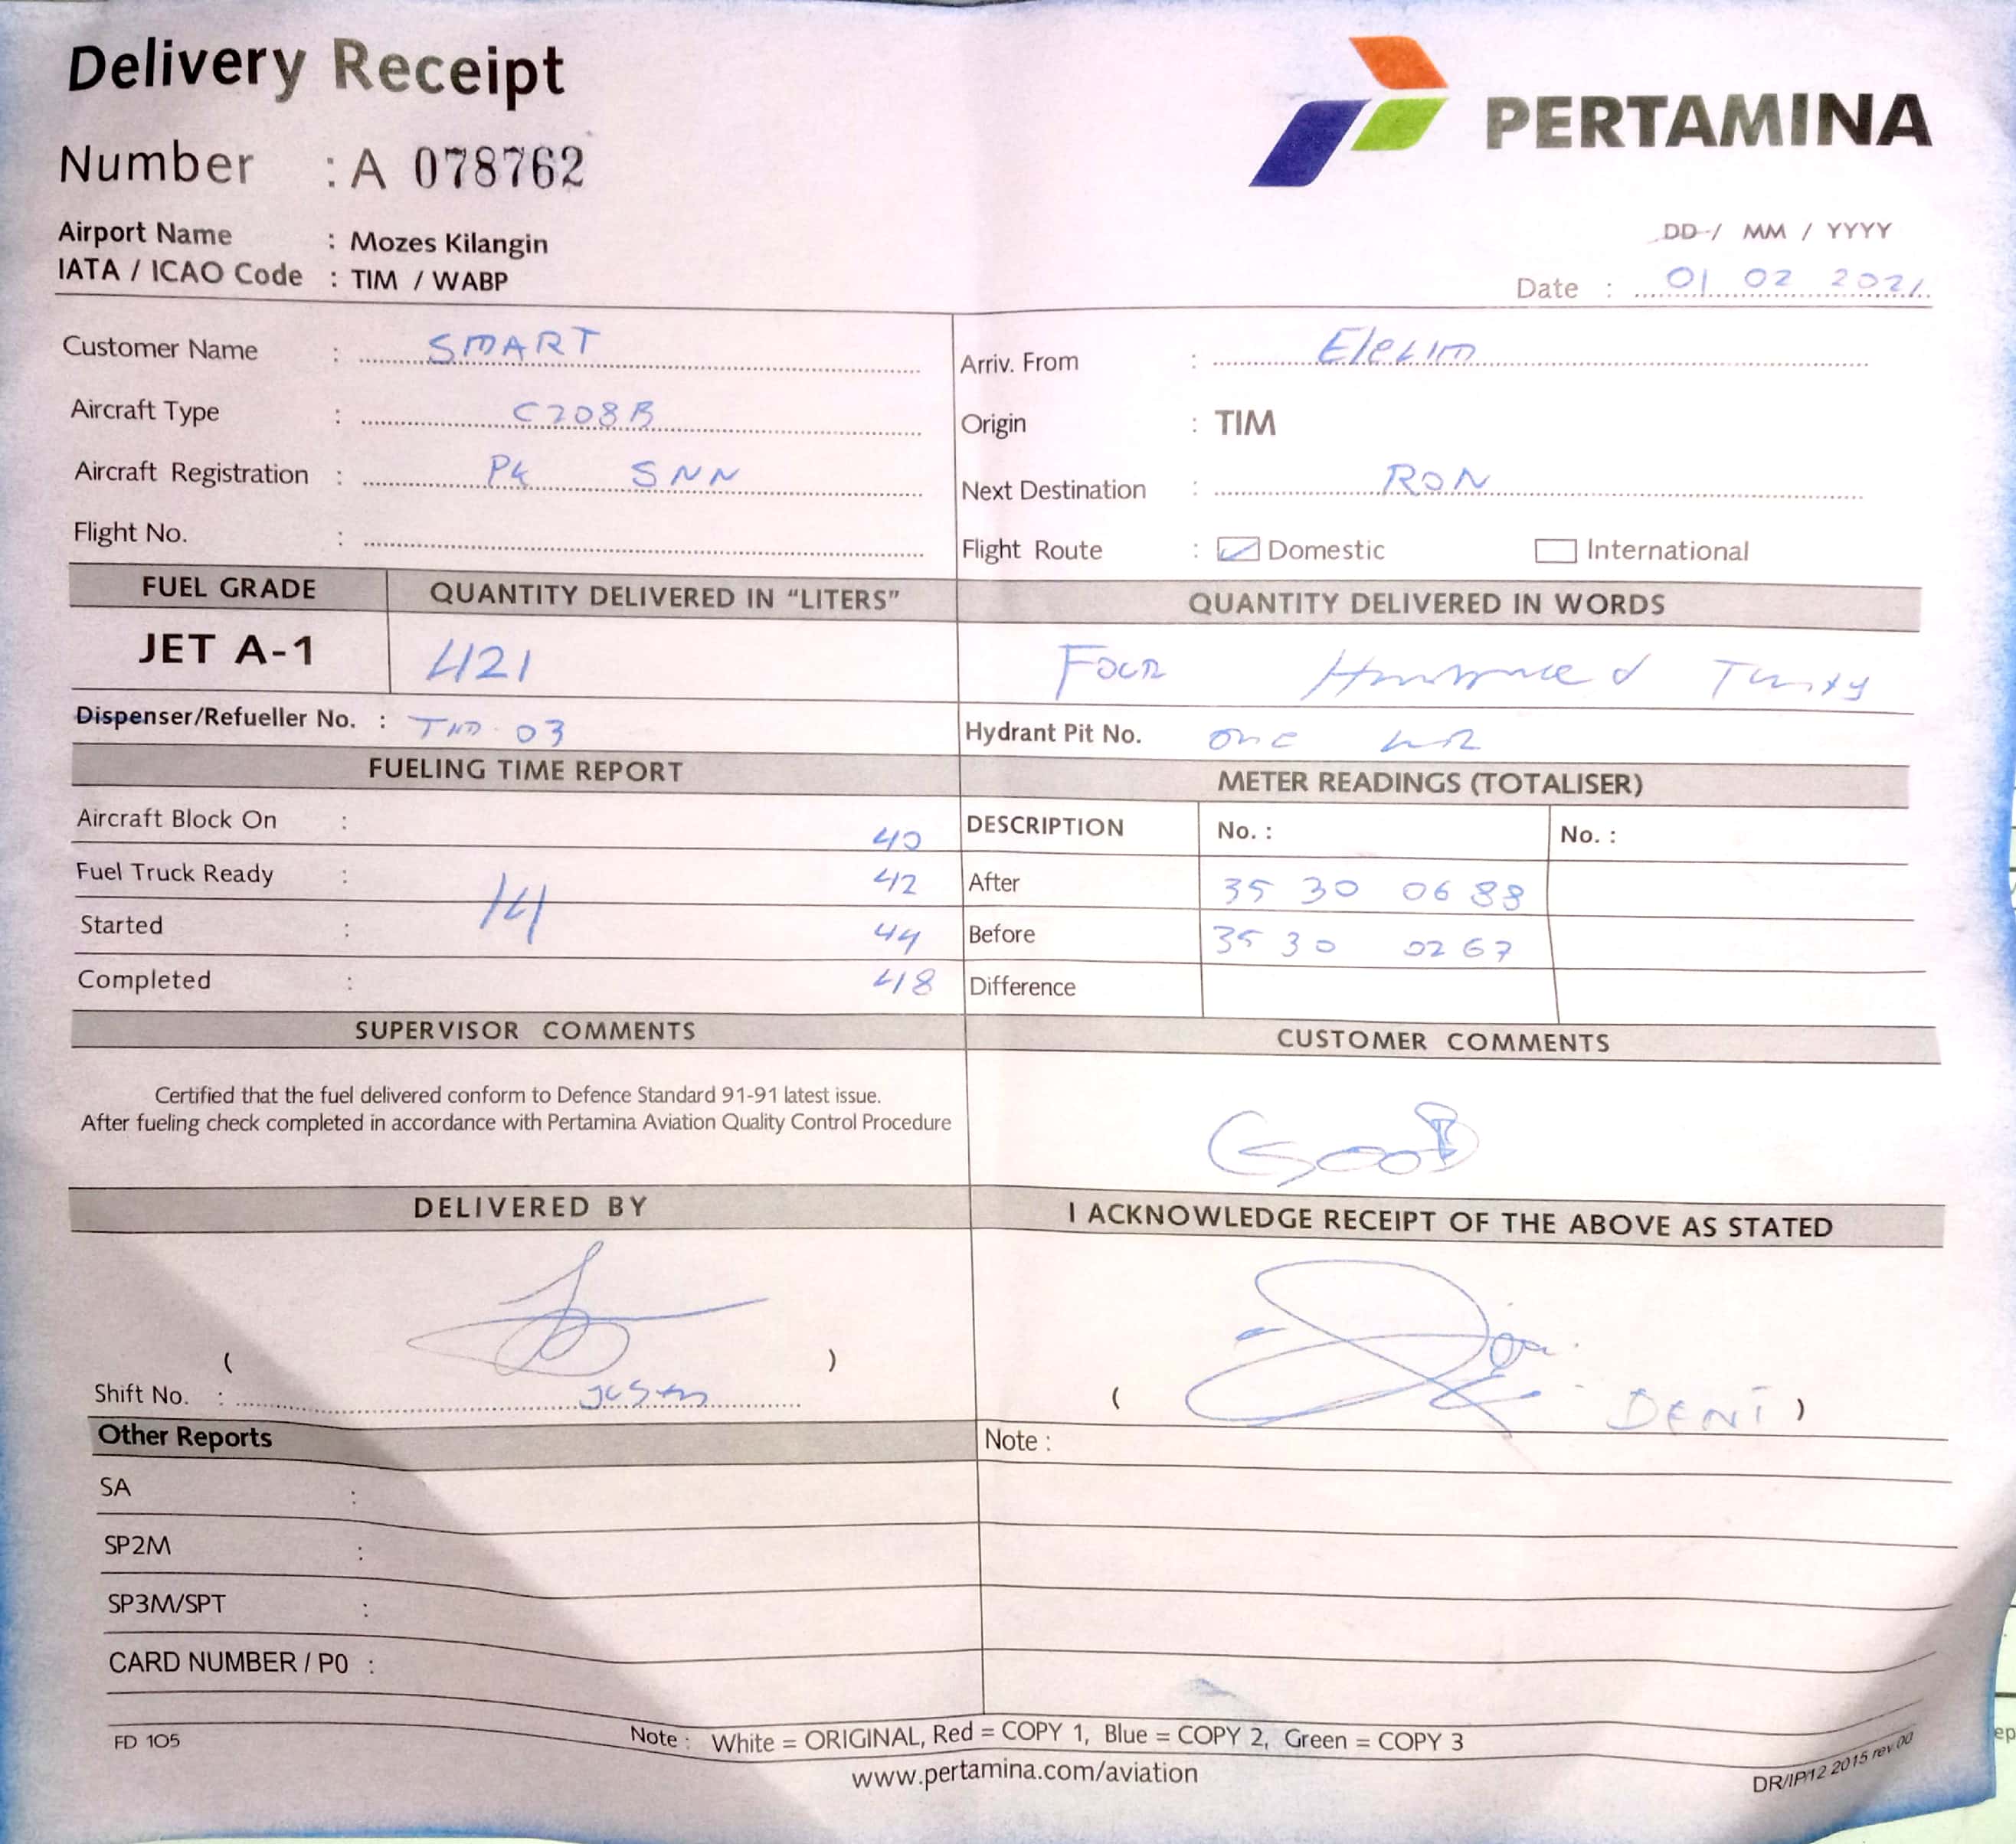 Delivery Receipt
PERTAMINA
Number : A 078762
Airport Name : Mozes Kilangin
IATA / ICAO Code : TIM / WABP
DD / MM / YYYY
Date : 01 02 2021
Customer Name : SMART
Arriv. From :
Aircraft Type : C208B
Origin : TIM
Aircraft Registration : PK SNN
Next Destination : RON
Flight No. :
Flight Route : Domestic International
FUEL GRADE QUANTITY DELIVERED IN “LITERS” QUANTITY DELIVERED IN WORDS
JET A-1 421 Four
Dispenser/Refueller No. : 03
Hydrant Pit No. one
FUELING TIME REPORT METER READINGS (TOTALISER)
Aircraft Block On : 40
DESCRIPTION No. : No. :
Fuel Truck Ready : 14 42
After 35 30 06 88
Started : 44
Before 35 30 02 67
Completed : 48
Difference
SUPERVISOR COMMENTS CUSTOMER COMMENTS
Certified that the fuel delivered conform to Defence Standard 91-91 latest issue.
After fueling check completed in accordance with Pertamina Aviation Quality Control Procedure
GOOD
DELIVERED BY I ACKNOWLEDGE RECEIPT OF THE ABOVE AS STATED
( )
Shift No. :
( DENI )
Other Reports Note :
SA :
SP2M :
SP3M/SPT :
CARD NUMBER / P0 :
FD 105
Note : White = ORIGINAL, Red = COPY 1, Blue = COPY 2, Green = COPY 3
www.pertamina.com/aviation
DR/IP/12 2015 rev.00